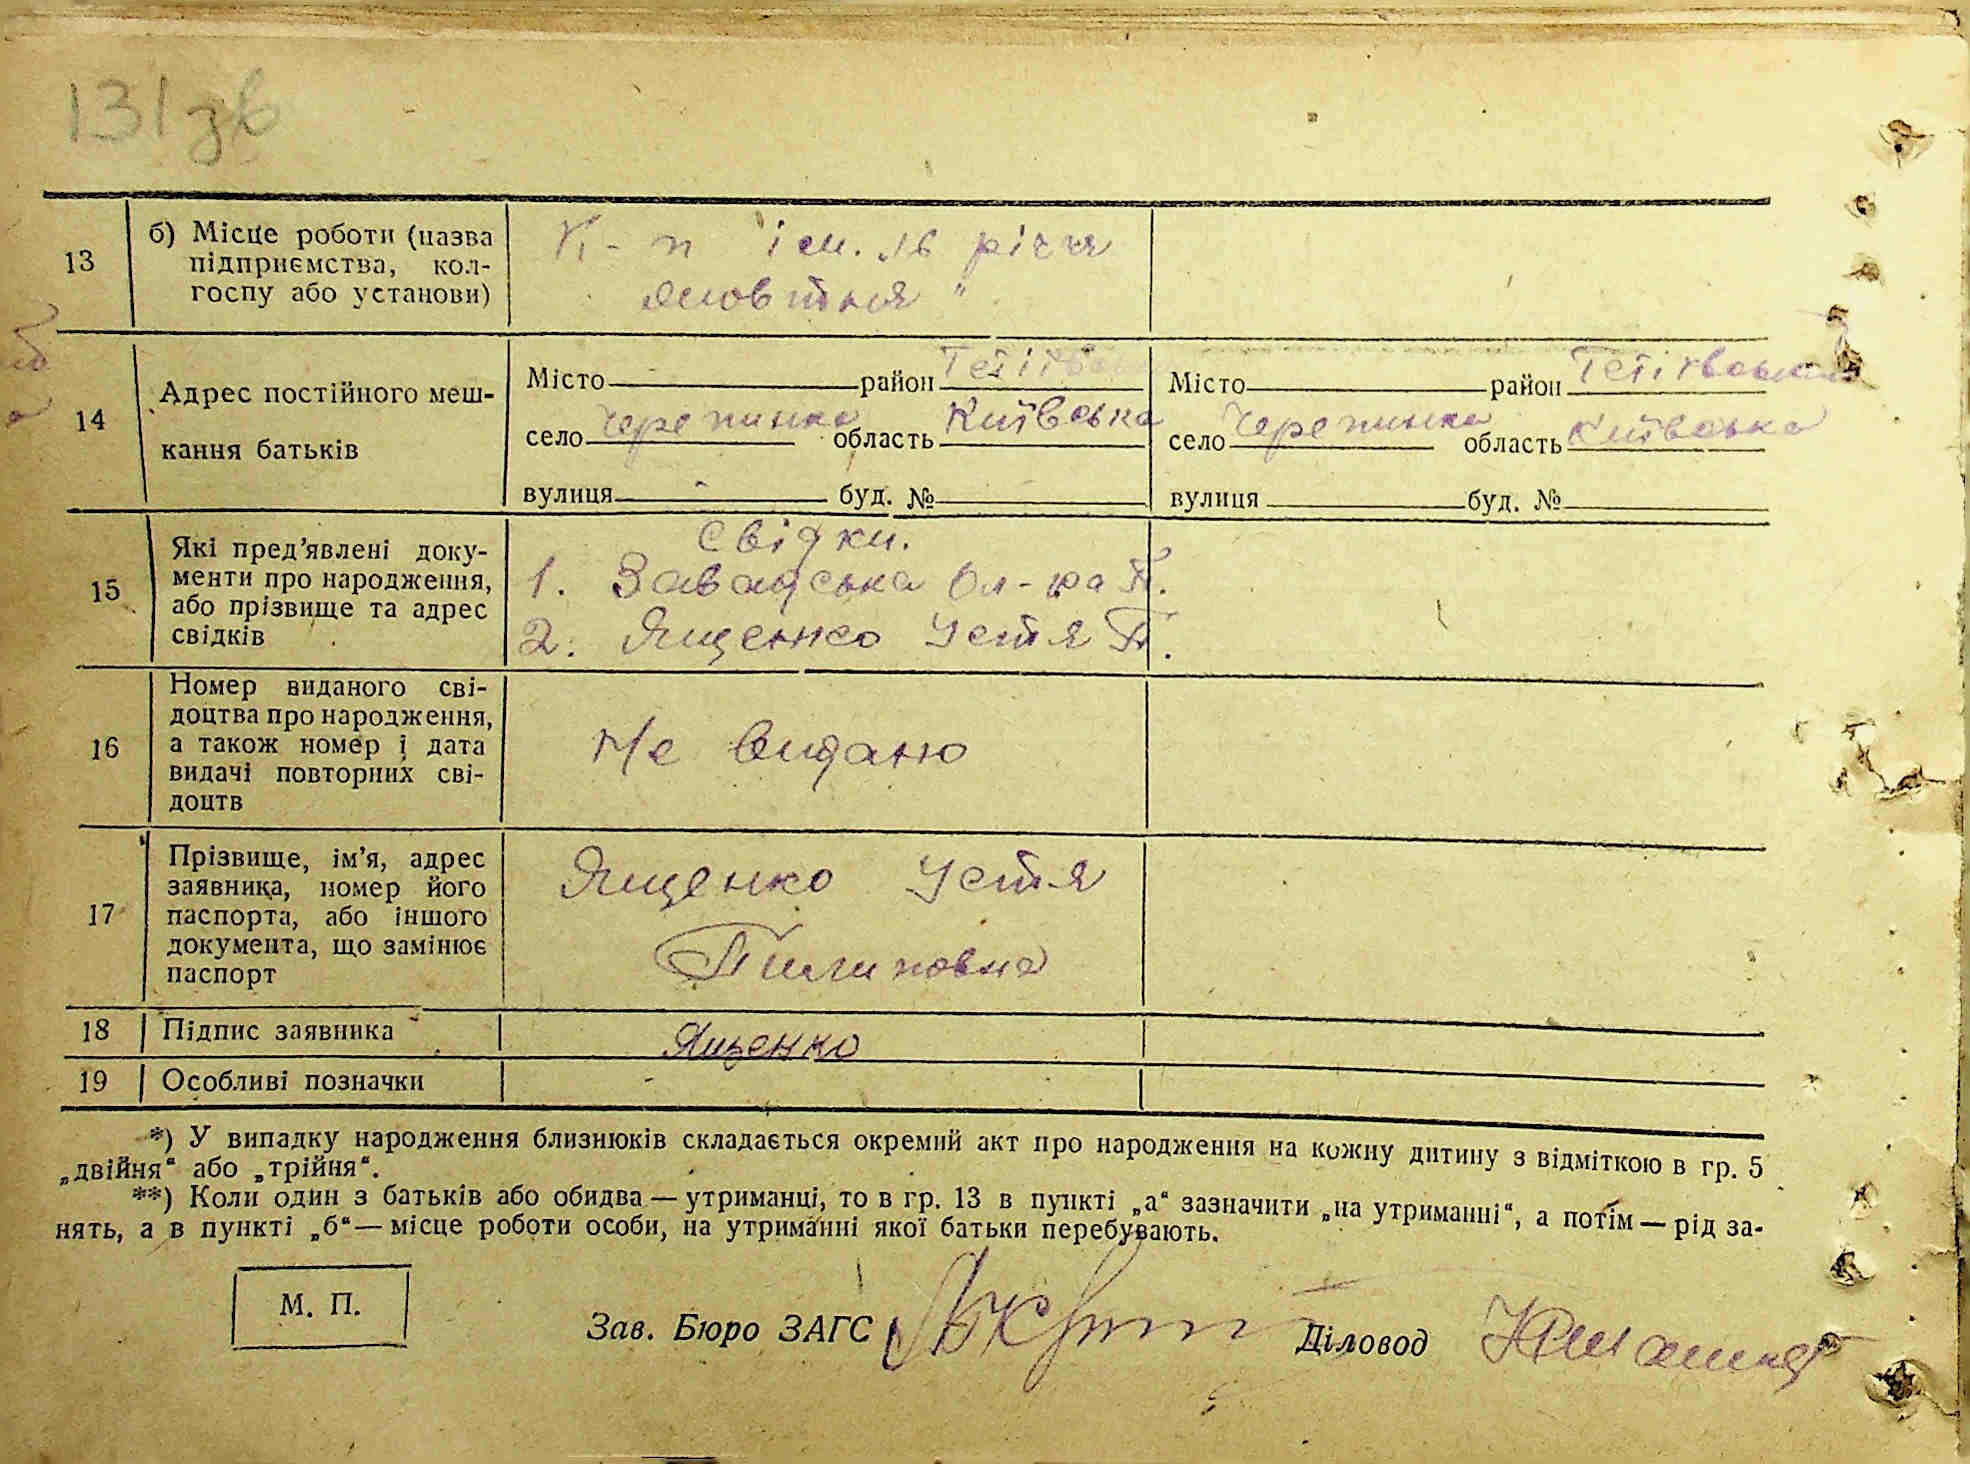 131 зв
13
б) Місце роботи (назва
підприємства, кол-
госпу або установи)
К-п "ім. 16 річчя
Жовтня"
14
Адрес постійного меш-
кання батьків
Місто район Тетіївськ
село Черепинка область Київська
вулиця - буд. №
Місто район Тетіївський
село Черепинка область Київська
вулиця буд. №
15
Які пред’явлені доку-
менти про народження,
або прізвище та адрес
свідків
Свідки.
1. Завадська Ол-ра П.
2. Ященко Устя П.
16
Номер виданого сві-
доцтва про народження,
а також номер і дата
видачі повторних сві-
доцтв
Не видано
17
Прізвище, ім’я, адрес
заявника, номер його
паспорта, або іншого
документа, що замінює
паспорт
Ященко Устя
Пилиповна
18
Підпис заявника
Ященко
19
Особливі позначки
*) У випадку народження близнюків складається окремий акт про народження на кожну дитину з відміткою в гр. 5
„двійня“ або „трійня“.
**) Коли один з батьків або обидва — утриманці, то в гр. 13 в пункті „а“ зазначити „на утриманні“, а потім — рід за-
нять, а в пункті „б“ — місце роботи особи, на утриманні якої батьки перебувають.
М. П.
Зав. Бюро ЗАГС
Діловод